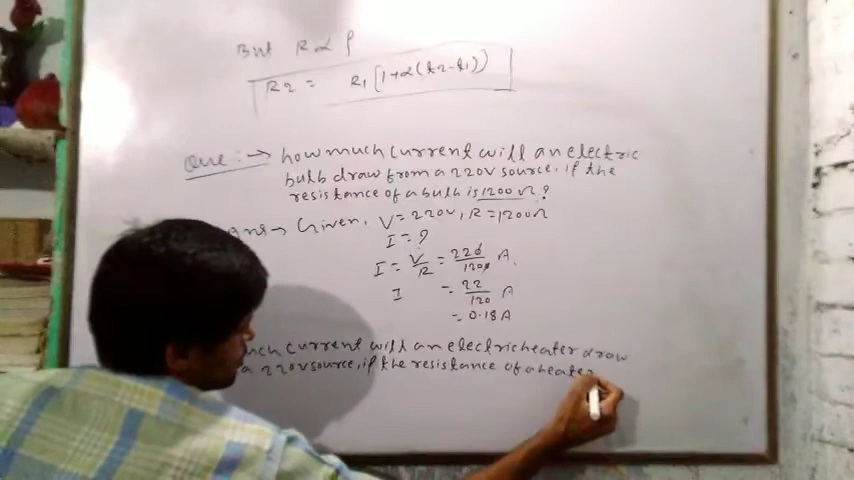 But R α ρ
R2 = R1[1+α(t2-t1)]
Que:→ how much current will an electric
bulb draw from a 220V source, if the
resistance of a bulb is 1200 Ω?
Ans→ Given, V=220V, R=1200Ω
I = ?
I = V/R = 220/1200 A.
I = 22/120 A
= 0.18A
much current will an electric heater draw
a 220V source, if the resistance of a heater